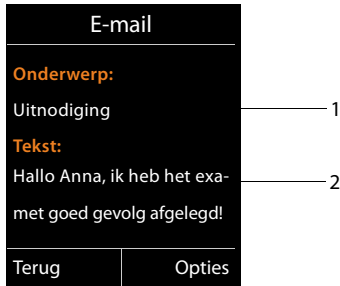 E-mail
Onderwerp:
Uitnodiging
1
Tekst:
Hallo Anna, ik heb het exa-
2
met goed gevolg afgelegd!
Terug Opties